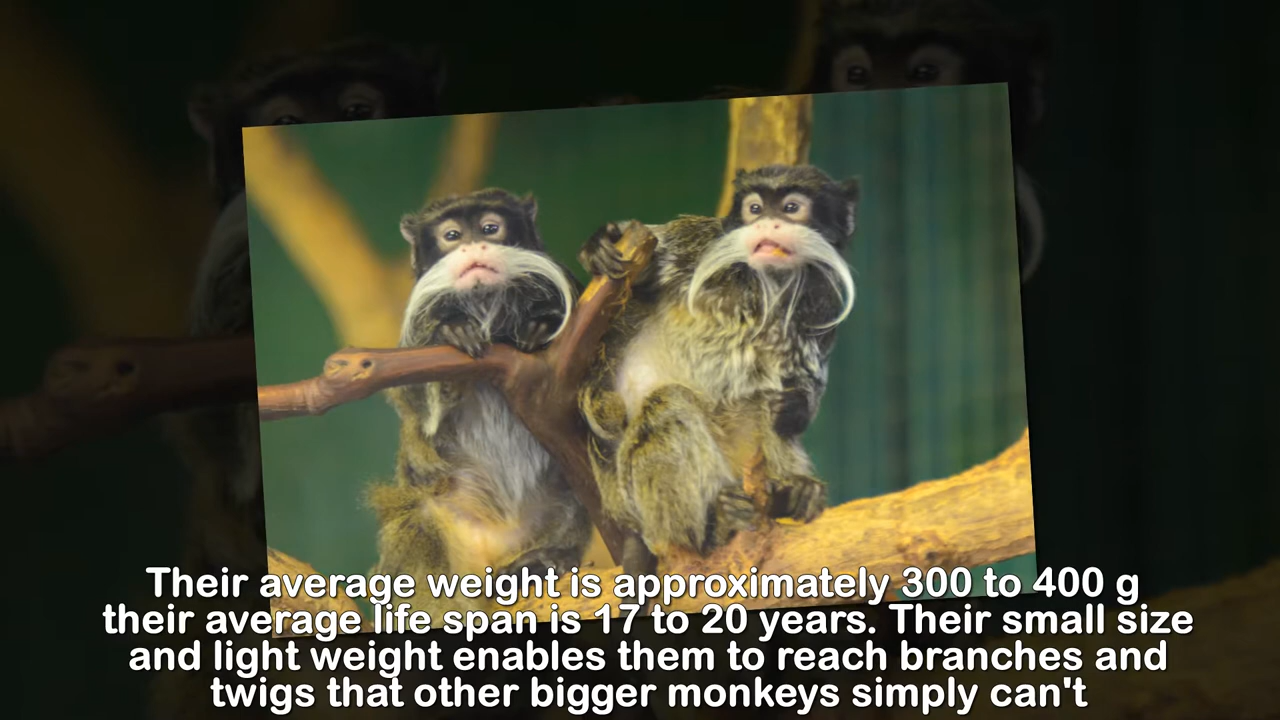 Their average weight is approximately 300 to 400 g
their average life span is 17 to 20 years. Their small size
and light weight enables them to reach branches and
twigs that other bigger monkeys simply can't